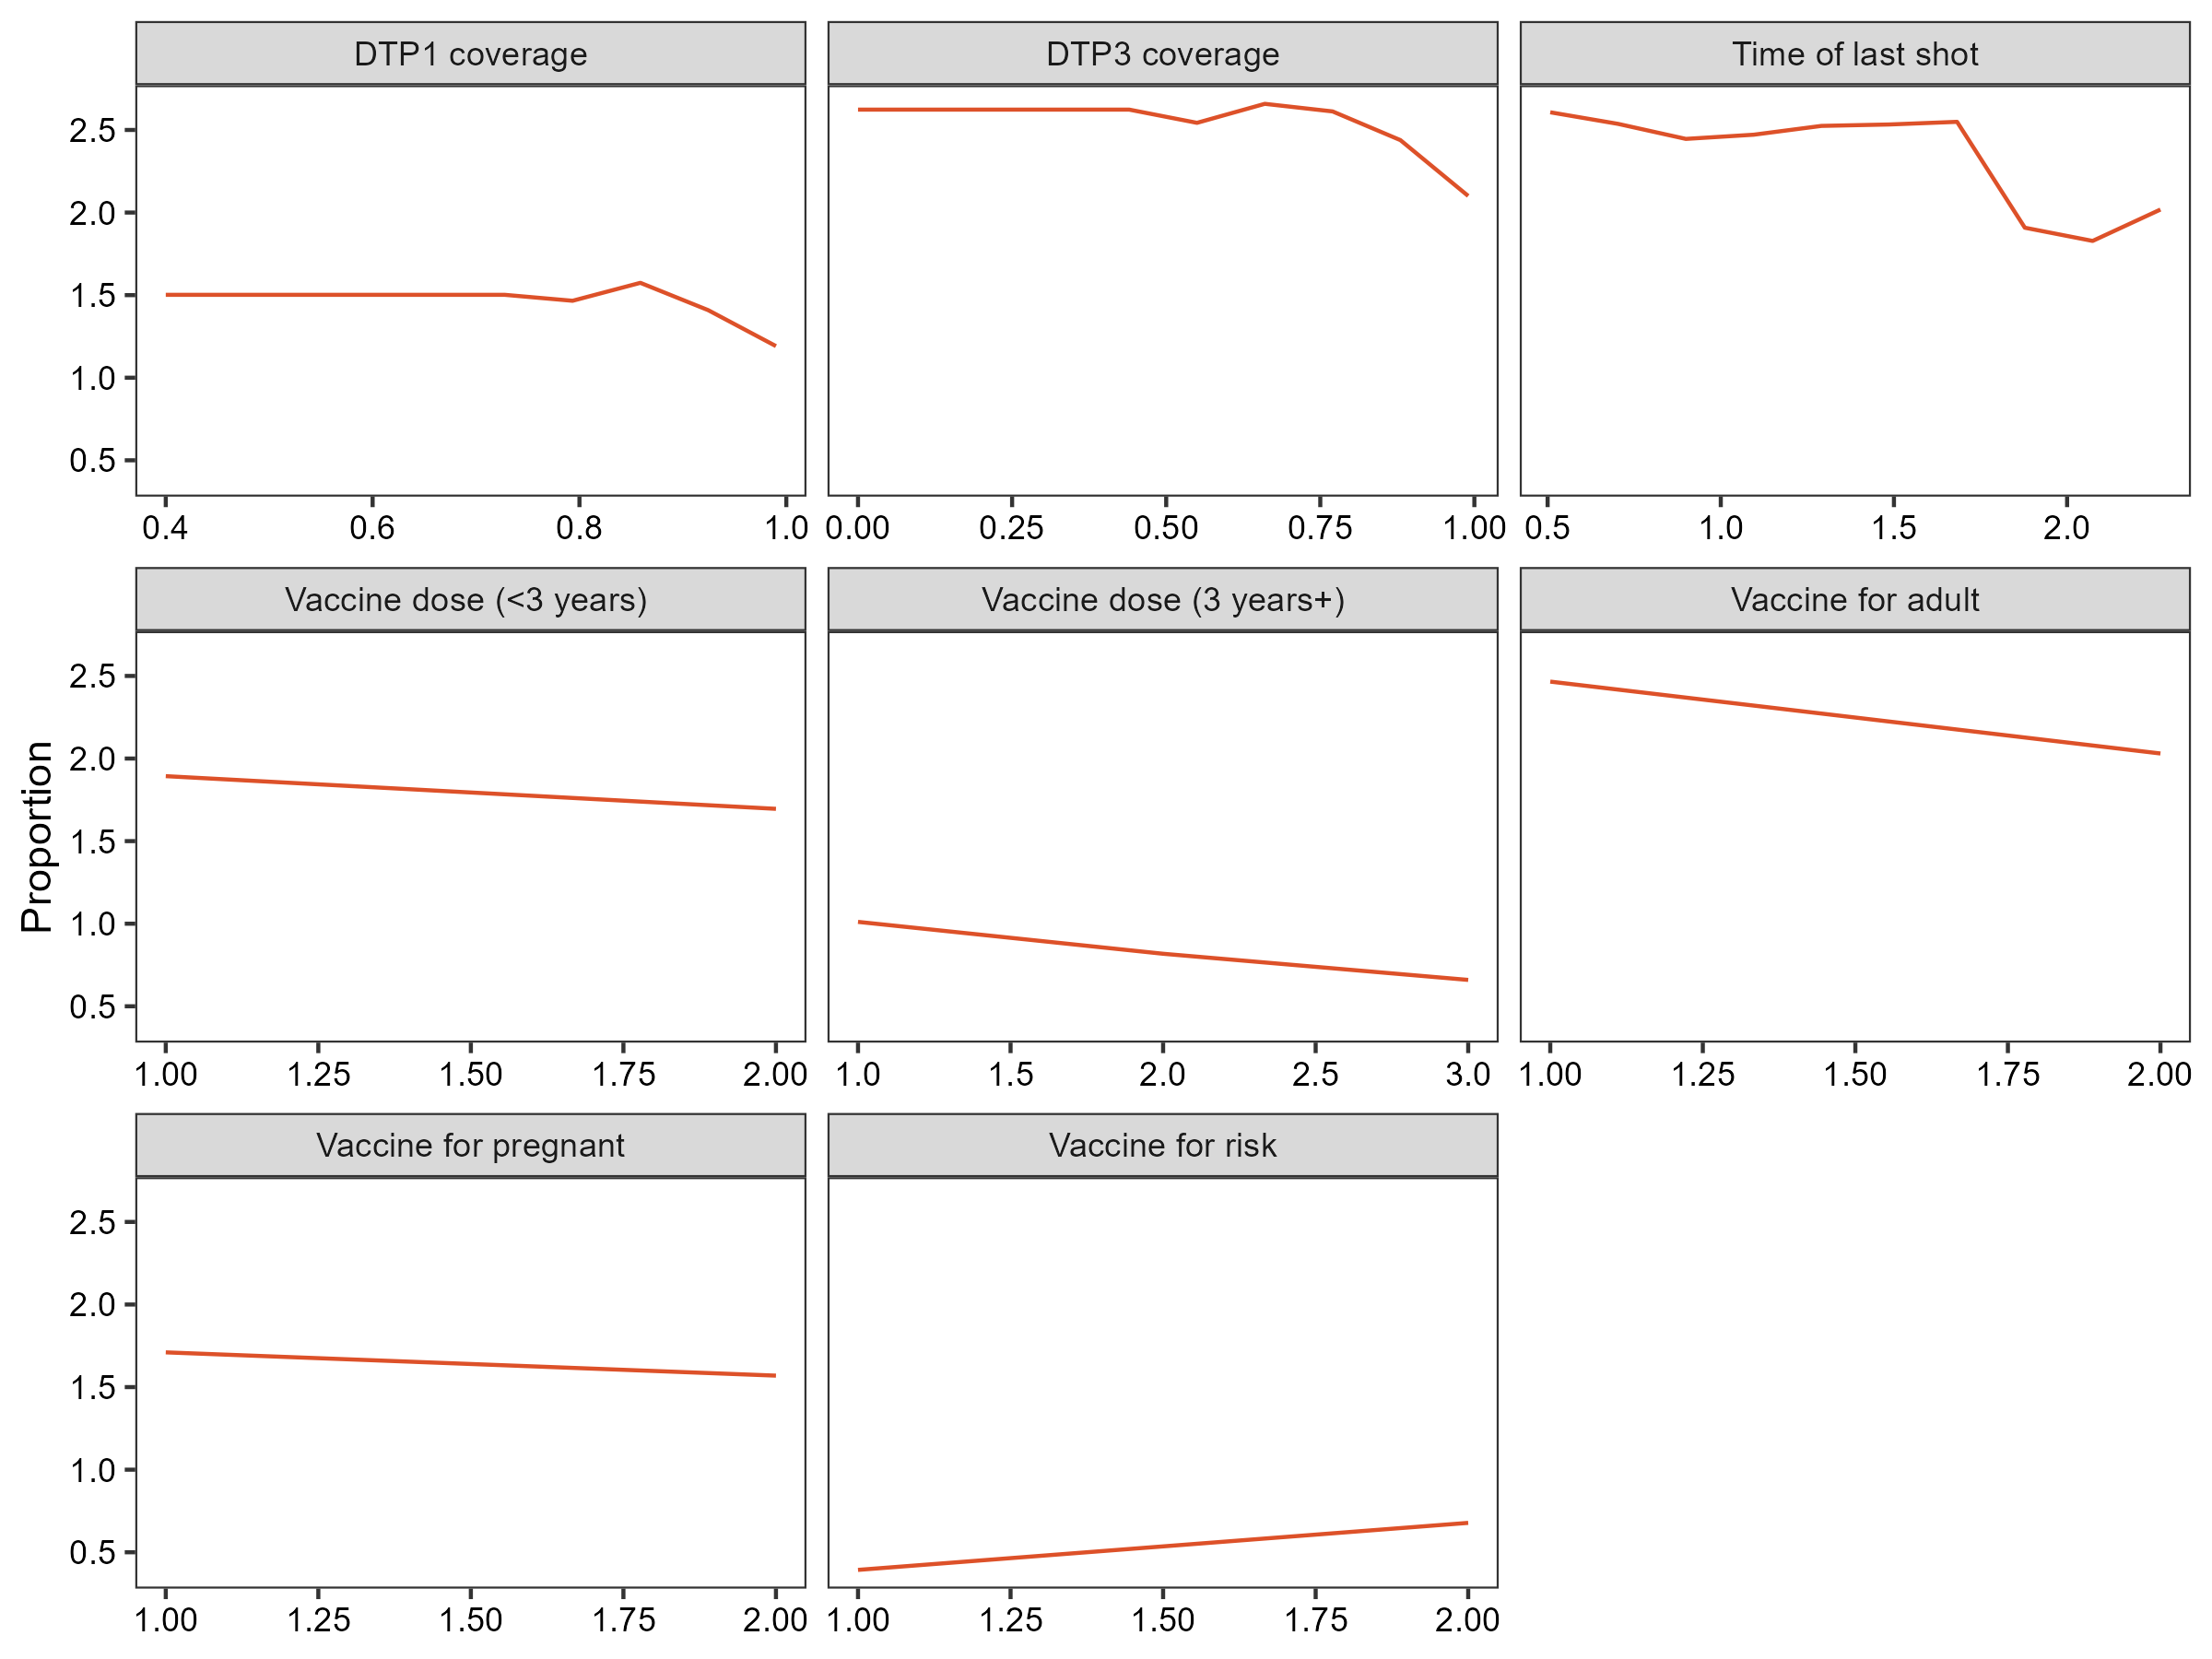 DTP1 coverage DTP3 coverage Time of last shot
2.5
2.0
1.5
1.0
0.5
0.4 0.6 0.8 1.0 0.00 0.25 0.50 0.75 1.00 0.5 1.0 1.5 2.0
Vaccine dose (<3 years) Vaccine dose (3 years+) Vaccine for adult
Proportion
2.5
2.0
1.5
1.0
0.5
1.00 1.25 1.50 1.75 2.00 1.0 1.5 2.0 2.5 3.0 1.00 1.25 1.50 1.75 2.00
Vaccine for pregnant Vaccine for risk
2.5
2.0
1.5
1.0
0.5
1.00 1.25 1.50 1.75 2.00 1.00 1.25 1.50 1.75 2.00